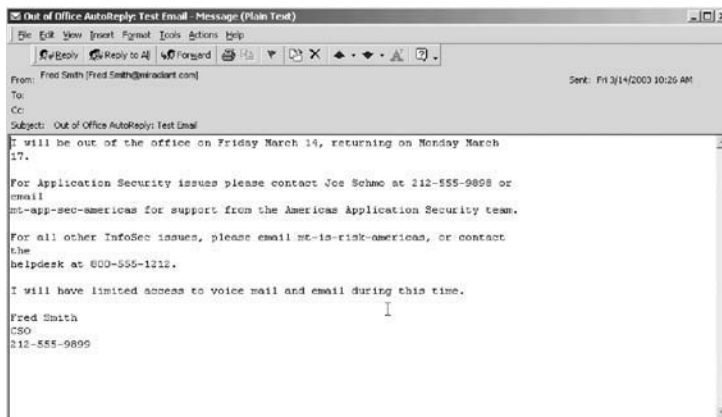 Out of Office AutoReply: Test Email - Message (Plain Text)
File Edit View Insert Format Tools Actions Help
Reply Reply to All Forward
From: Fred Smith [Fred.Smith@miradiant.com] Sent: Fri 3/14/2003 10:26 AM
To:
Cc:
Subject: Out of Office AutoReply: Test Email
I will be out of the office on Friday March 14, returning on Monday March
17.
For Application Security issues please contact Joe Schmo at 212-555-9898 or
email
mt-app-sec-americas for support from the Americas Application Security team.
For all other InfoSec issues, please email mt-is-risk-americas, or contact
the
helpdesk at 800-555-1212.
I will have limited access to voice mail and email during this time.
Fred Smith
CSO
212-555-9899